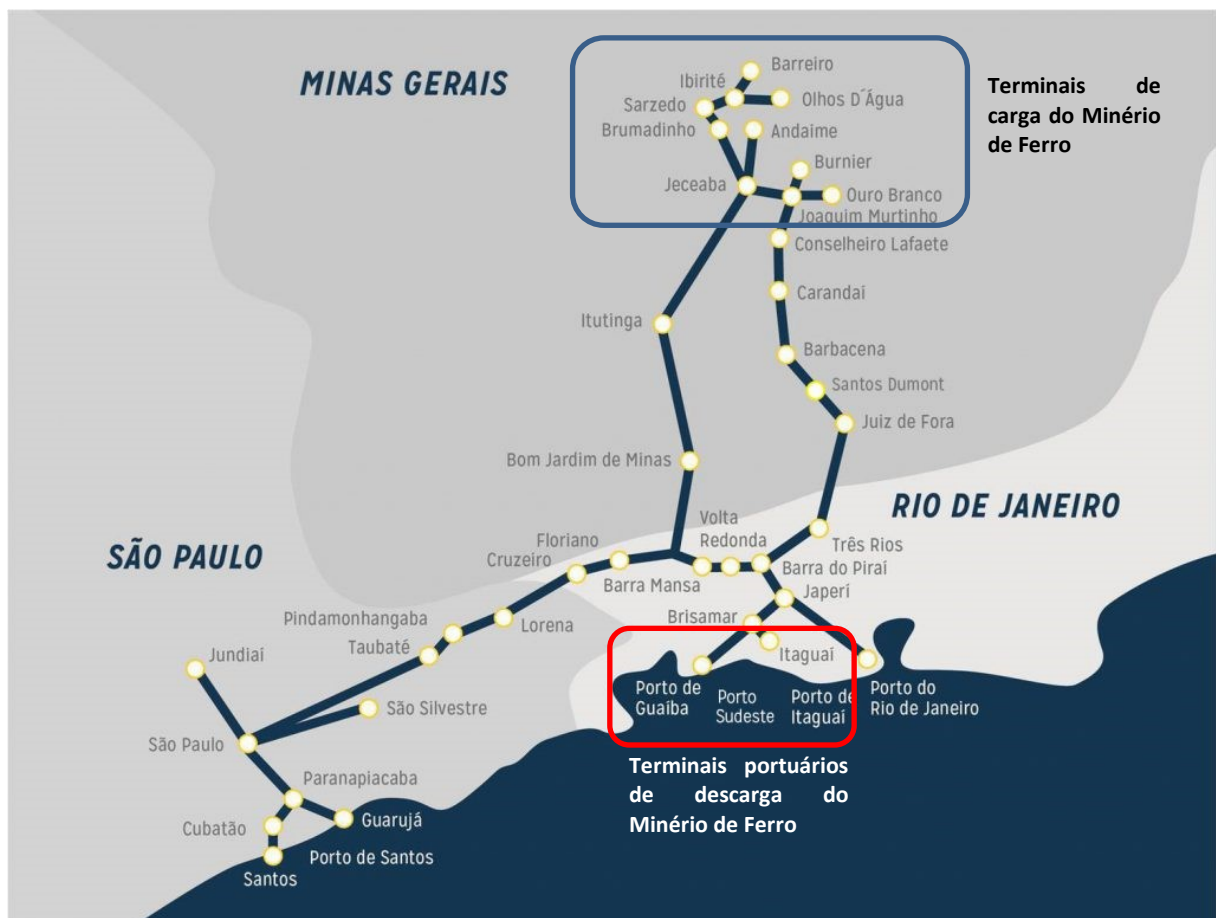 MINAS GERAIS
Barreiro
Ibirité
Olhos D´Água
Sarzedo
Brumadinho
Andaime
Burnier
Jeceaba
Ouro Branco
Joaquim Murtinho
Conselheiro Lafaete
Terminais de
carga do Minério
de Ferro
Carandaí
Itutinga
Barbacena
Santos Dumont
Juiz de Fora
Bom Jardim de Minas
RIO DE JANEIRO
Volta
Redonda
Três Rios
SÃO PAULO
Floriano
Cruzeiro
Barra Mansa
Barra do Piraí
Japerí
Pindamonhangaba
Lorena
Brisamar
Taubaté
Itaguaí
Jundiaí
Porto de
Guaíba
Porto
Sudeste
Porto de
Itaguaí
Porto do
Rio de Janeiro
São Silvestre
São Paulo
Terminais portuários
de descarga do
Minério de Ferro
Paranapiacaba
Cubatão
Guarujá
Porto de Santos
Santos